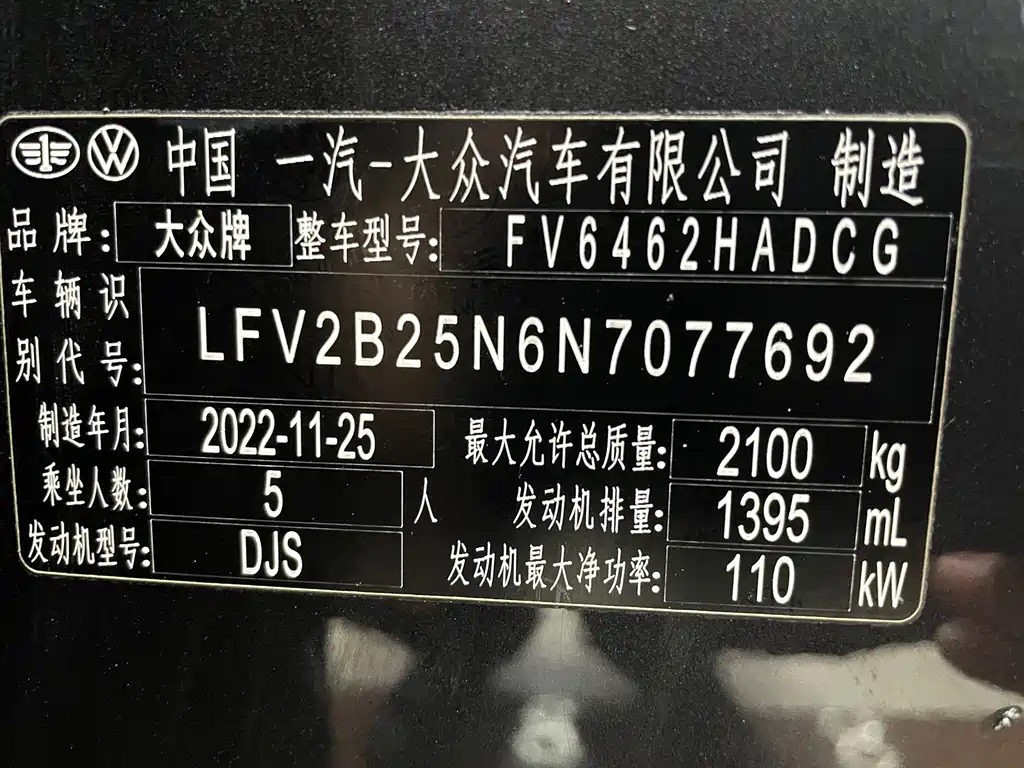 中国 一汽-大众汽车有限公司 制造
品牌: 大众牌 整车型号: FV6462HADCG
车辆识别代号: LFV2B25N6N7077692
制造年月: 2022-11-25 最大允许总质量: 2100 kg
乘坐人数: 5 人 发动机排量: 1395 mL
发动机型号: DJS 发动机最大净功率: 110 kW